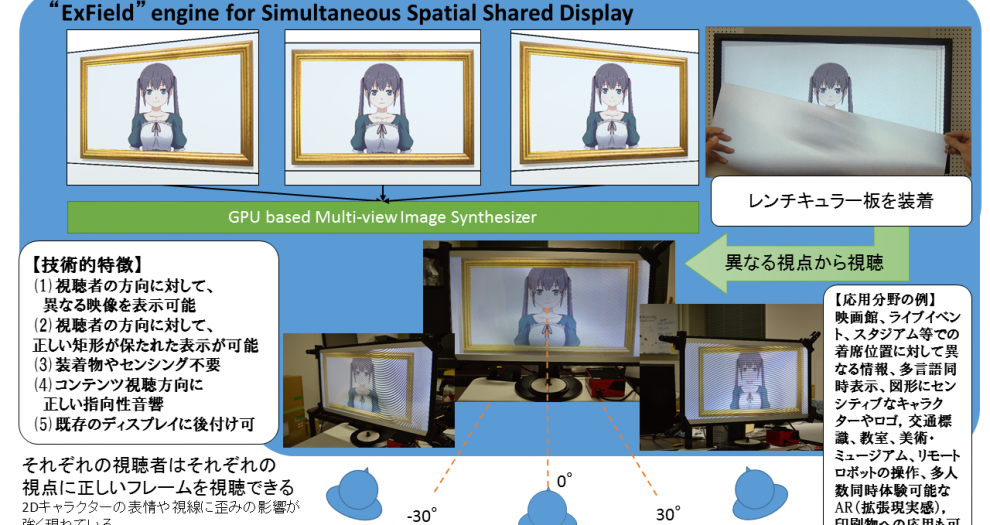 “ExField” engine for Simultaneous Spatial Shared Display
GPU based Multi-view Image Synthesizer
レンチキュラー板を装着
異なる視点から視聴
【技術的特徴】
(1)視聴者の方向に対して、
異なる映像を表示可能
(2)視聴者の方向に対して、
正しい矩形が保たれた表示が可能
(3)装着物やセンシング不要
(4)コンテンツ視聴方向に
正しい指向性音響
(5)既存のディスプレイに後付け可
【応用分野の例】
映画館、ライブイベン
ト、スタジアム等での
着席位置に対して異
なる情報、多言語同
時表示、図形にセン
シティブなキャラク
ターやロゴ, 交通標
識、教室、美術・
ミュージアム、リモート
ロボットの操作、多人
数同時体験可能な
AR(拡張現実感),
印刷物への応用も可
それぞれの視聴者はそれぞれの
視点に正しいフレームを視聴できる
2Dキャラクターの表情や視線に歪みの影響が
強く現れている
-30°
0°
30°